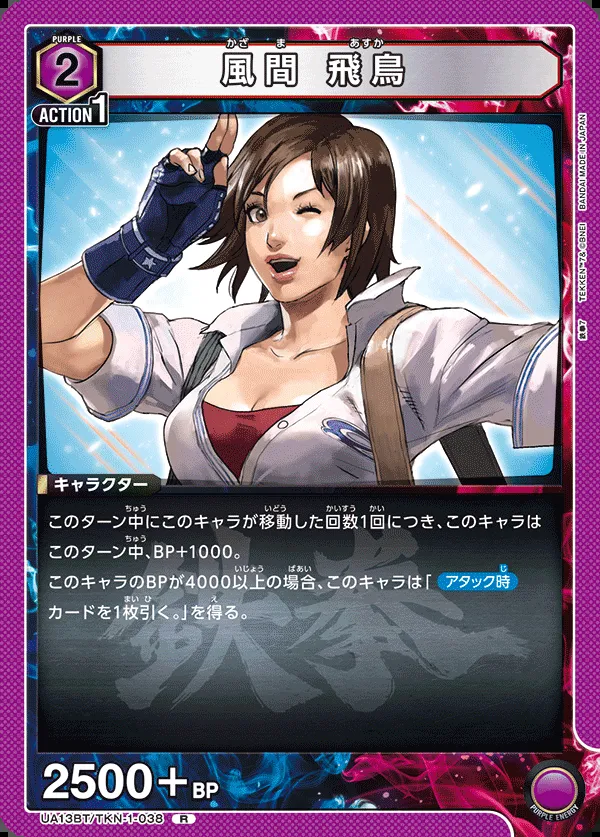 PURPLE
2
かざま あすか
風間 飛鳥
ACTION 1
鉄拳7 TEKKEN™7& ©BNEI BANDAI MADE IN JAPAN
キャラクター
このターン中にこのキャラが移動した回数1回につき、このキャラは
このターン中、BP+1000。
このキャラのBPが4000以上の場合、このキャラは「 アタック時
カードを1枚引く。」を得る。
鉄拳
2500+ BP
UA13BT/TKN-1-038 R
PURPLE ENERGY